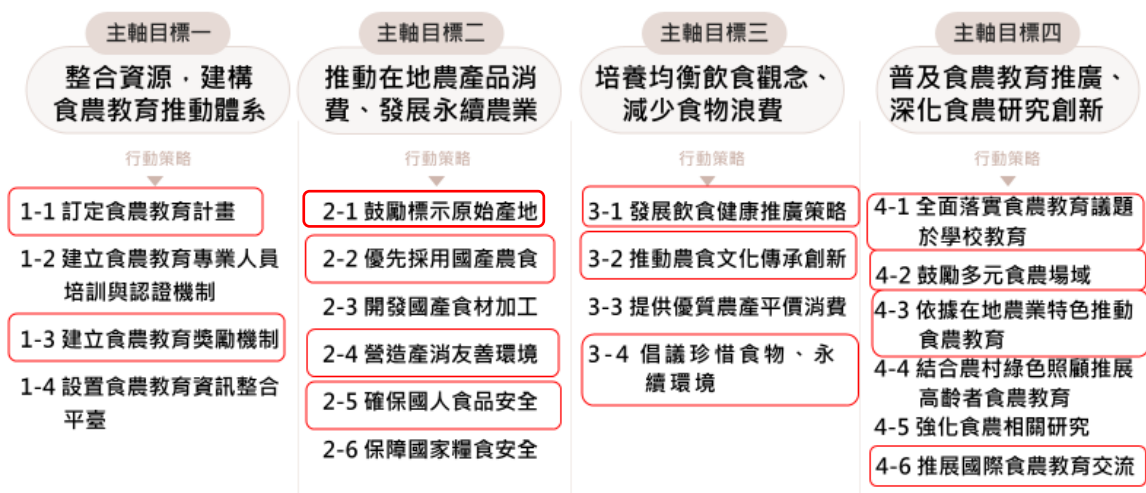 主軸目標一
整合資源，建構
食農教育推動體系
行動策略
1-1 訂定食農教育計畫
1-2 建立食農教育專業人員
培訓與認證機制
1-3 建立食農教育獎勵機制
1-4 設置食農教育資訊整合
平臺
主軸目標二
推動在地農產品消
費、發展永續農業
行動策略
2-1 鼓勵標示原始產地
2-2 優先採用國產農食
2-3 開發國產食材加工
2-4 營造產消友善環境
2-5 確保國人食品安全
2-6 保障國家糧食安全
主軸目標三
培養均衡飲食觀念、
減少食物浪費
行動策略
3-1 發展飲食健康推廣策略
3-2 推動農食文化傳承創新
3-3 提供優質農產平價消費
3-4 倡議珍惜食物、永
續環境
主軸目標四
普及食農教育推廣、
深化食農研究創新
行動策略
4-1 全面落實食農教育議題
於學校教育
4-2 鼓勵多元食農場域
4-3 依據在地農業特色推動
食農教育
4-4 結合農村綠色照顧推展
高齡者食農教育
4-5 強化食農相關研究
4-6 推展國際食農教育交流